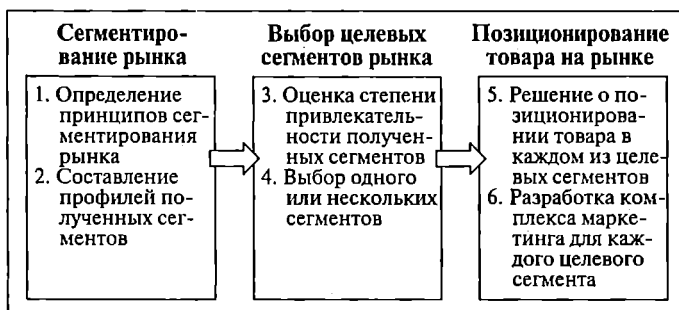 Сегментиро-
вание рынка
1. Определение
принципов сег-
ментирования
рынка
2. Составление
профилей по-
лученных сег-
ментов
Выбор целевых
сегментов рынка
3. Оценка степени
привлекатель-
ности получен-
ных сегментов
4. Выбор одного
или нескольких
сегментов
Позиционирование
товара на рынке
5. Решение о по-
зиционирова-
нии товара в
каждом из целе-
вых сегментов
6. Разработка ком-
плекса марке-
тинга для каж-
дого целевого
сегмента